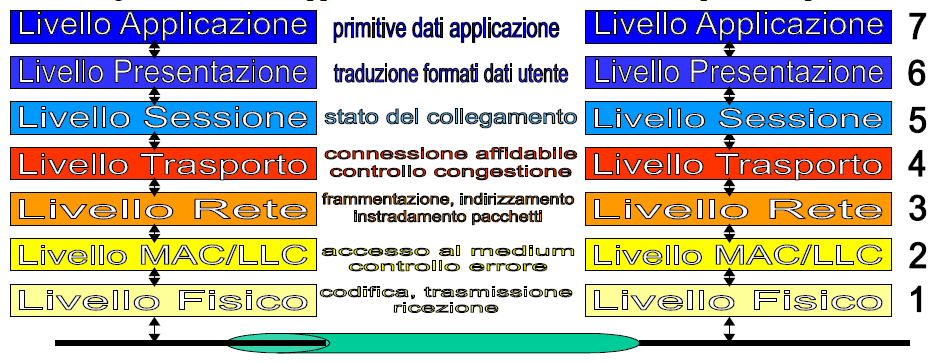 Livello Applicazione primitive dati applicazione Livello Applicazione 7
Livello Presentazione traduzione formati dati utente Livello Presentazione 6
Livello Sessione stato del collegamento Livello Sessione 5
Livello Trasporto connessione affidabile Livello Trasporto 4
controllo congestione
Livello Rete frammentazione, indirizzamento Livello Rete 3
instradamento pacchetti
Livello MAC/LLC accesso al medium Livello MAC/LLC 2
controllo errore
Livello Fisico codifica, trasmissione Livello Fisico 1
ricezione